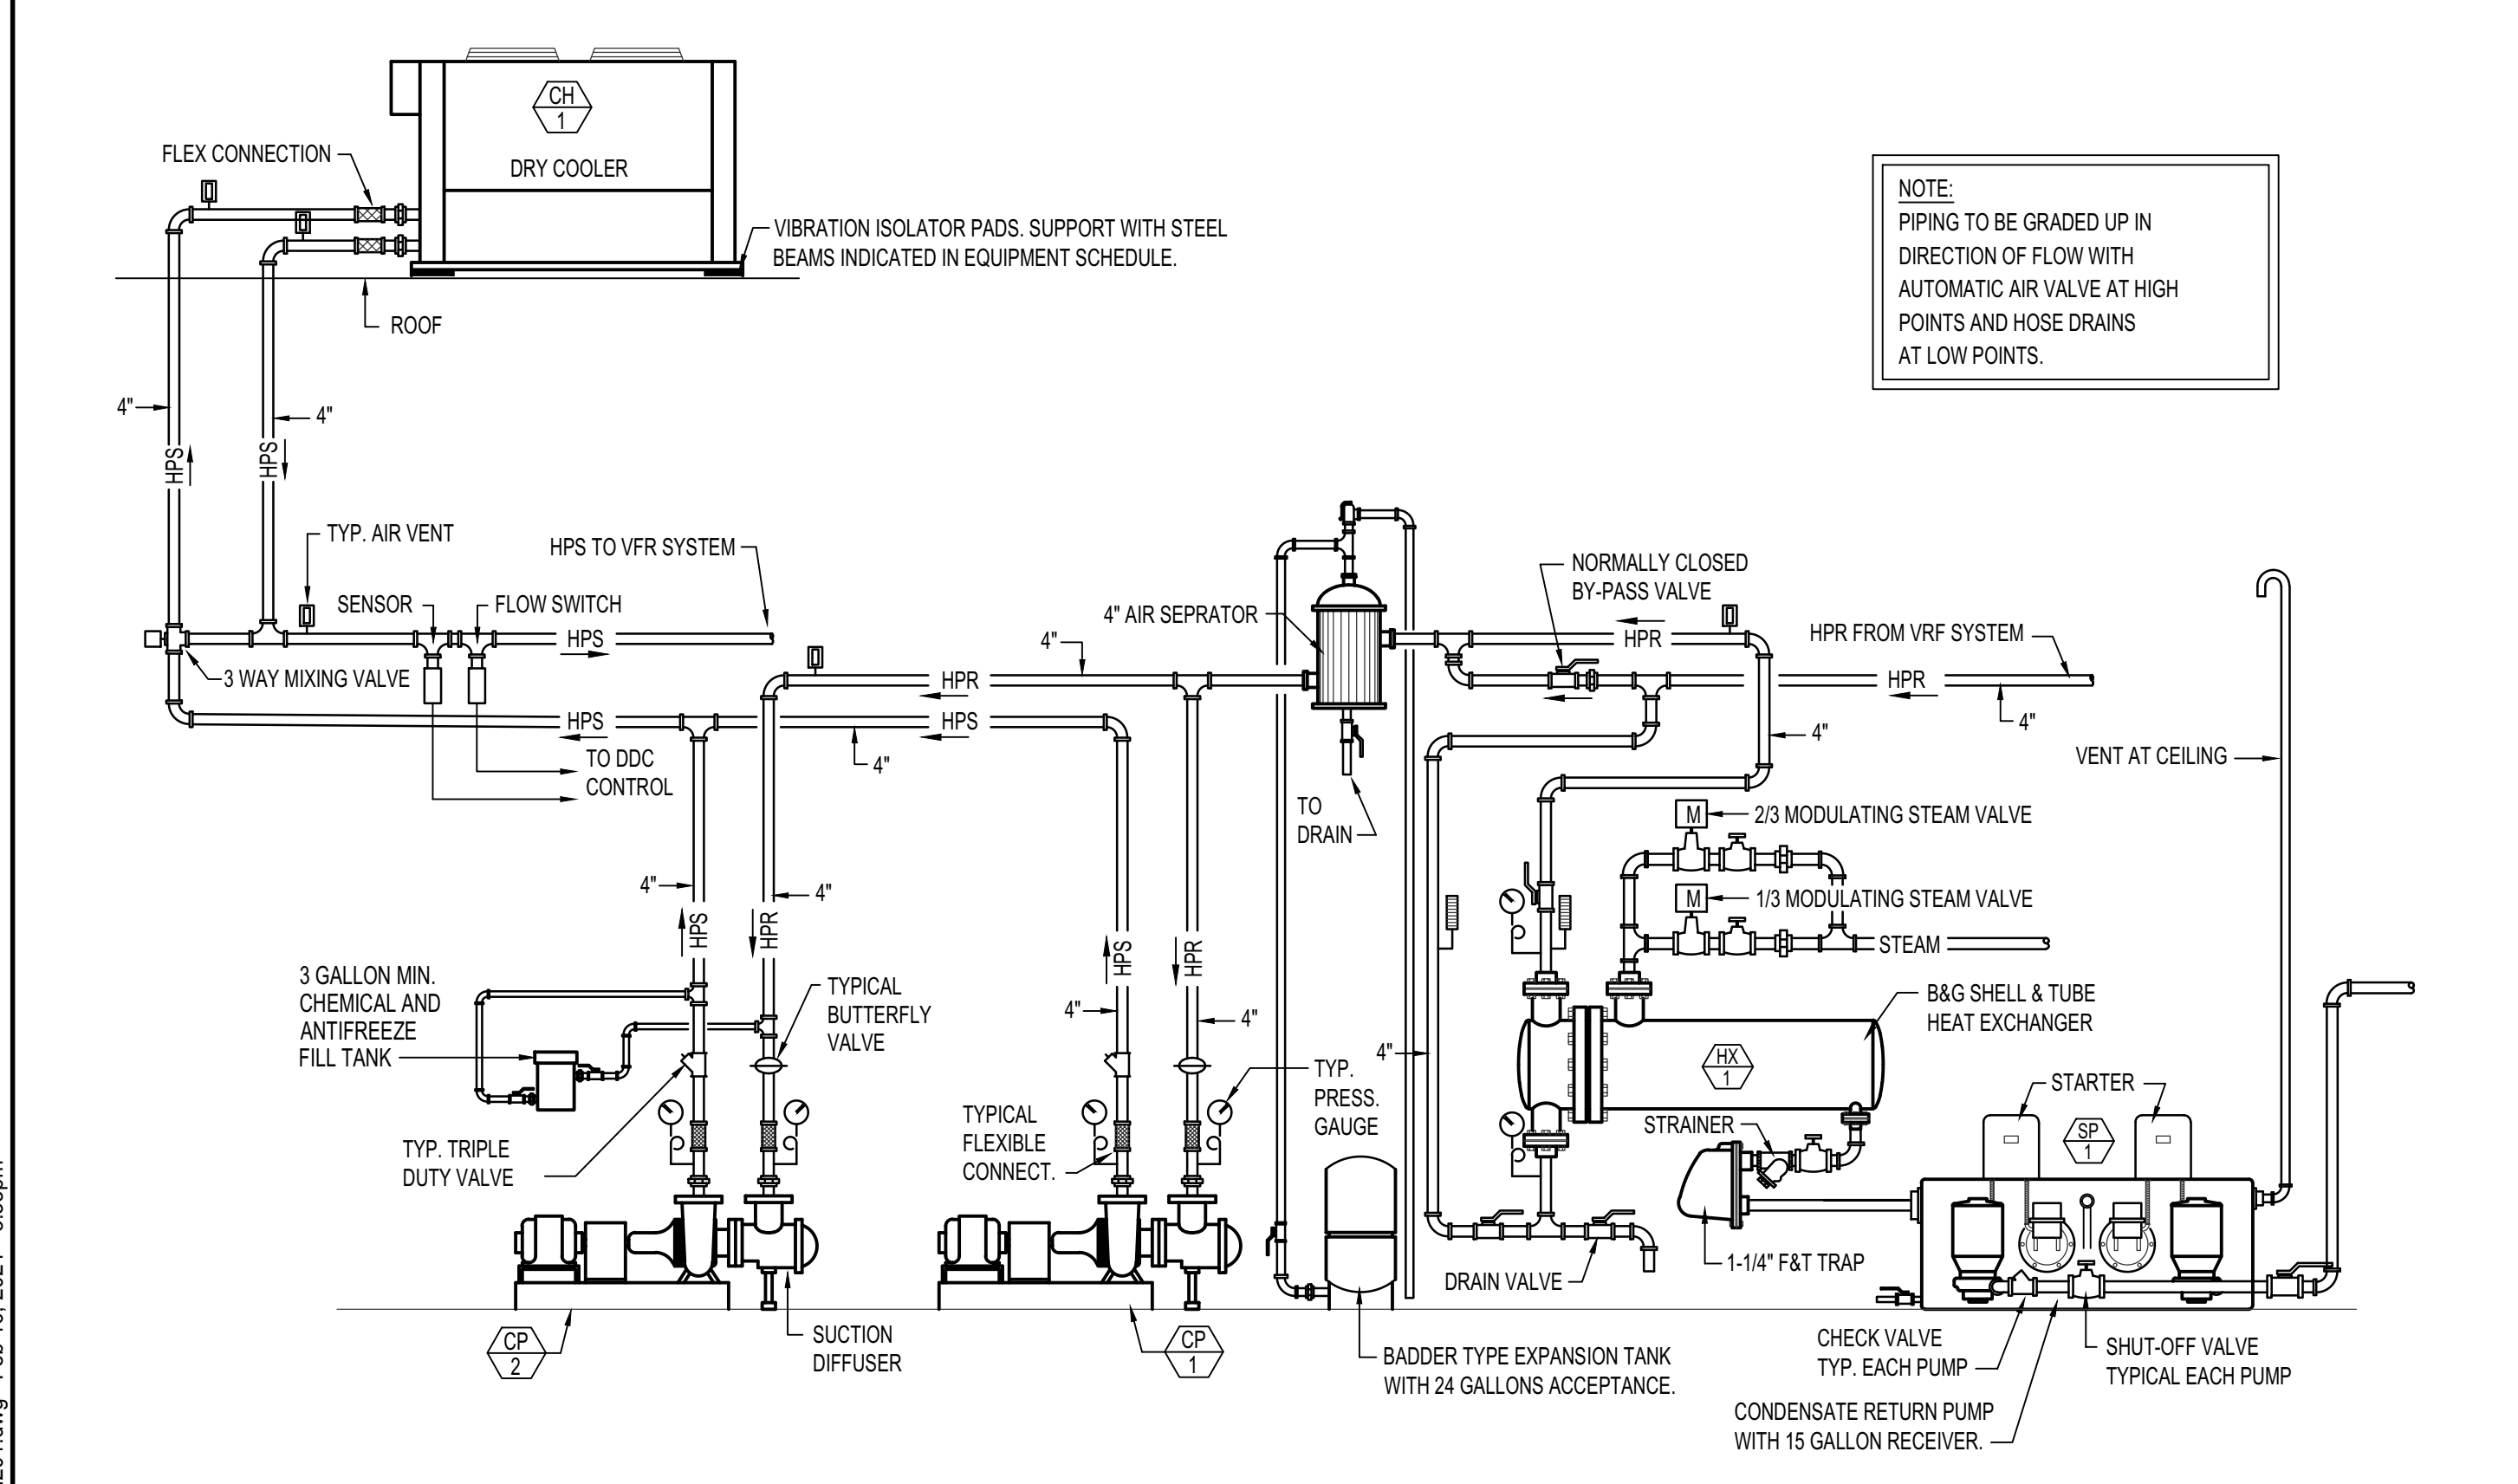 CH
1
DRY COOLER
FLEX CONNECTION
VIBRATION ISOLATOR PADS. SUPPORT WITH STEEL
BEAMS INDICATED IN EQUIPMENT SCHEDULE.
ROOF
NOTE:
PIPING TO BE GRADED UP IN
DIRECTION OF FLOW WITH
AUTOMATIC AIR VALVE AT HIGH
POINTS AND HOSE DRAINS
AT LOW POINTS.
4"
4"
HPS
HPS
TYP. AIR VENT
HPS TO VFR SYSTEM
SENSOR
FLOW SWITCH
HPS
3 WAY MIXING VALVE
HPS
HPS
TO DDC
CONTROL
4"
HPR
4"
4" AIR SEPRATOR
NORMALLY CLOSED
BY-PASS VALVE
HPR
HPR FROM VRF SYSTEM
HPR
4"
4"
TO
DRAIN
VENT AT CEILING
M
2/3 MODULATING STEAM VALVE
M
1/3 MODULATING STEAM VALVE
STEAM
4"
4"
HPS
HPR
HPS
HPR
3 GALLON MIN.
CHEMICAL AND
ANTIFREEZE
FILL TANK
TYPICAL
BUTTERFLY
VALVE
4"
4"
4"
B&G SHELL & TUBE
HEAT EXCHANGER
HX
1
TYP.
PRESS.
GAUGE
TYPICAL
FLEXIBLE
CONNECT.
TYP. TRIPLE
DUTY VALVE
STRAINER
STARTER
SP
1
1-1/4" F&T TRAP
DRAIN VALVE
CP
2
SUCTION
DIFFUSER
CP
1
BADDER TYPE EXPANSION TANK
WITH 24 GALLONS ACCEPTANCE.
CHECK VALVE
TYP. EACH PUMP
SHUT-OFF VALVE
TYPICAL EACH PUMP
CONDENSATE RETURN PUMP
WITH 15 GALLON RECEIVER.